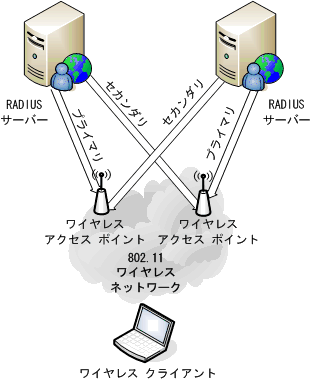 RADIUS
サーバー
RADIUS
サーバー
プライマリ
セカンダリ
セカンダリ
プライマリ
ワイヤレス
アクセス ポイント
ワイヤレス
アクセス ポイント
802.11
ワイヤレス
ネットワーク
ワイヤレス クライアント